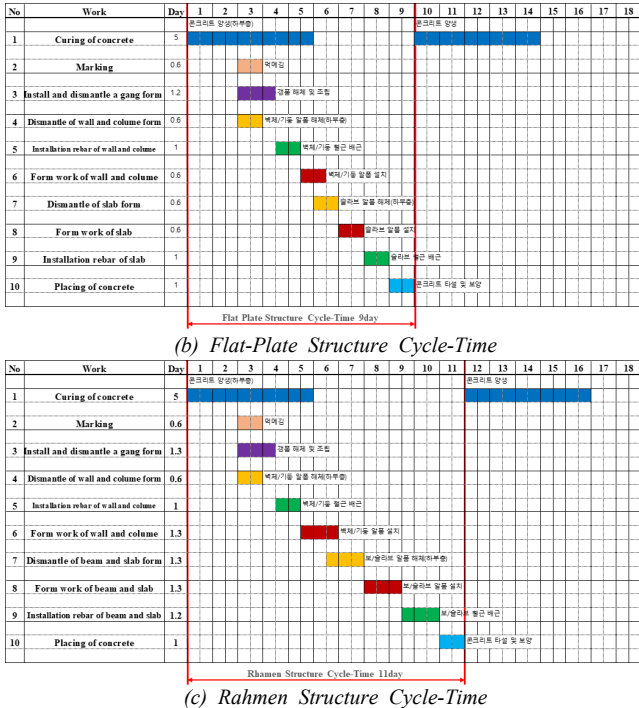 No Work Day 1 2 3 4 5 6 7 8 9 10 11 12 13 14 15 16 17 18
콘크리트 양생(하부층) 콘크리트 양생
1 Curing of concrete 5
2 Marking 0.6 먹메김
3 Install and dismantle a gang form 1.2 갱폼 해체 및 조립
4 Dismantle of wall and colume form 0.6 벽체/기둥 알폼 해체(하부층)
5 Installation rebar of wall and colume 1 벽체/기둥 철근 배근
6 Form work of wall and colume 0.6 벽체/기둥 알폼 설치
7 Dismantle of slab form 0.6 슬라브 알폼 해체(하부층)
8 Form work of slab 0.6 슬라브 알폼 설치
9 Installation rebar of slab 1 슬라브 철근 배근
10 Placing of concrete 1 콘크리트 타설 및 보양
Flat Plate Structure Cycle-Time 9day
(b) Flat-Plate Structure Cycle-Time
No Work Day 1 2 3 4 5 6 7 8 9 10 11 12 13 14 15 16 17 18
콘크리트 양생(하부층) 콘크리트 양생
1 Curing of concrete 5
2 Marking 0.6 먹메김
3 Install and dismantle a gang form 1.3 갱폼 해체 및 조립
4 Dismantle of wall and colume form 0.6 벽체/기둥 알폼 해체(하부층)
5 Installation rebar of wall and colume 1 벽체/기둥 철근 배근
6 Form work of wall and colume 1.3 벽체/기둥 알폼 설치
7 Dismantle of beam and slab form 1.3 보/슬라브 알폼 해체(하부층)
8 Form work of beam and slab 1.3 보/슬라브 알폼 설치
9 Installation rebar of beam and slab 1.2 보/슬라브 철근 배근
10 Placing of concrete 1 콘크리트 타설 및 보양
Rhamen Structure Cycle-Time 11day
(c) Rahmen Structure Cycle-Time